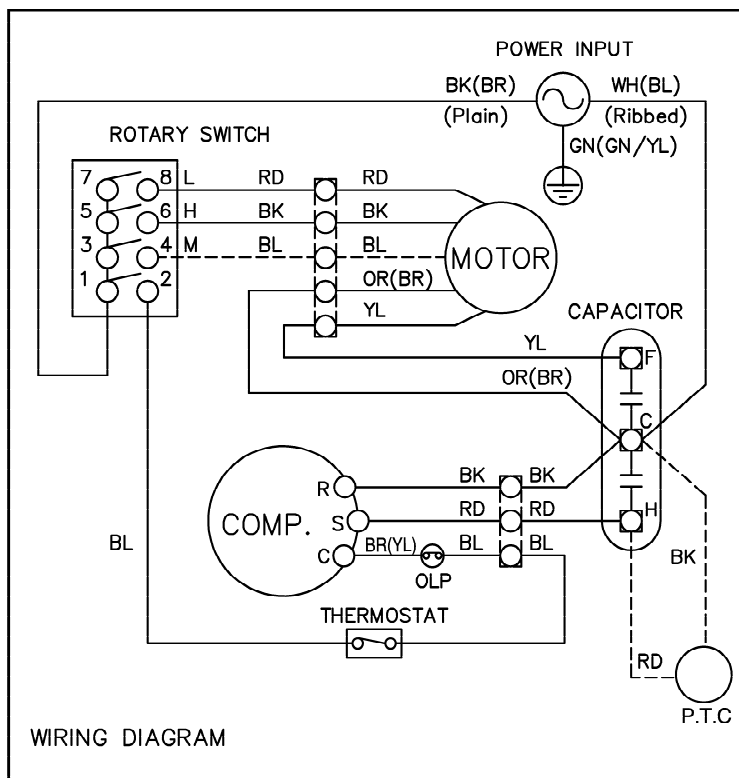 POWER INPUT
BK(BR)
WH(BL)
(Plain)
(Ribbed)
GN(GN/YL)
ROTARY SWITCH
7
8
L
RD
RD
5
6
H
BK
BK
3
4
M
BL
BL
MOTOR
1
2
OR(BR)
YL
CAPACITOR
YL
F
OR(BR)
C
R
BK
BK
COMP.
S
RD
RD
H
C
BR(YL)
BL
BL
OLP
BL
BK
THERMOSTAT
RD
P.T.C
WIRING DIAGRAM